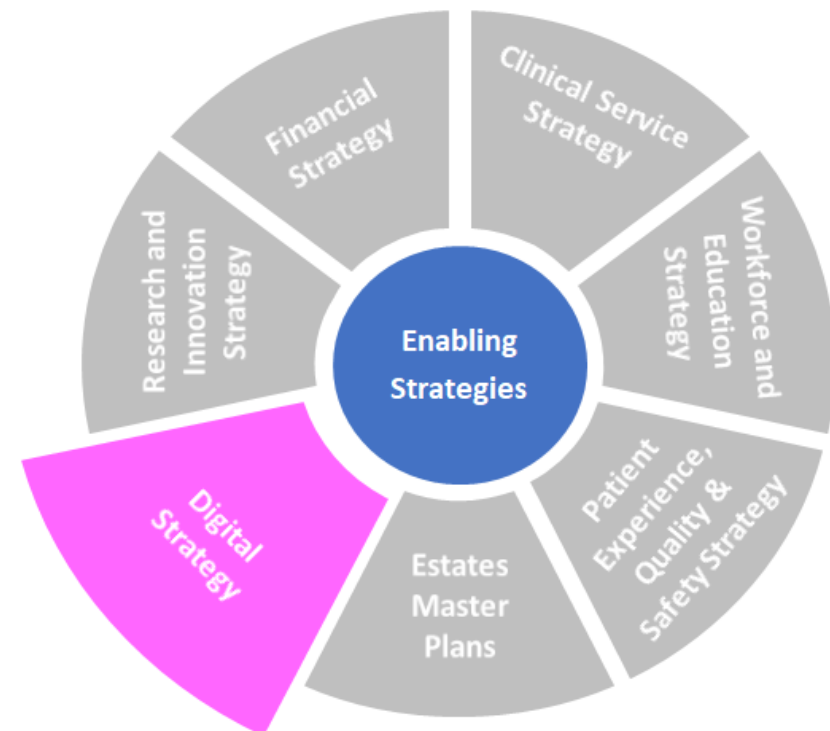 Enabling
Strategies
Clinical Service
Strategy
Workforce and
Education
Strategy
Patient
Experience,
Quality &
Safety Strategy
Estates
Master
Plans
Digital
Strategy
Research and
Innovation
Strategy
Financial
Strategy